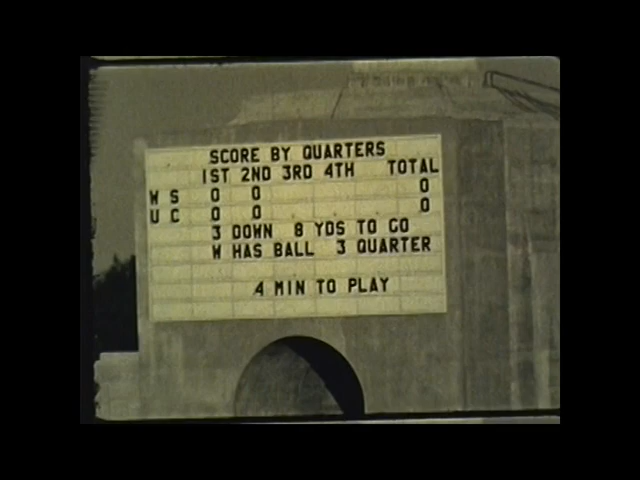 SCORE BY QUARTERS
1ST 2ND 3RD 4TH TOTAL
W S 0 0 0
U C 0 0 0
3 DOWN 8 YDS TO GO
W HAS BALL 3 QUARTER
4 MIN TO PLAY